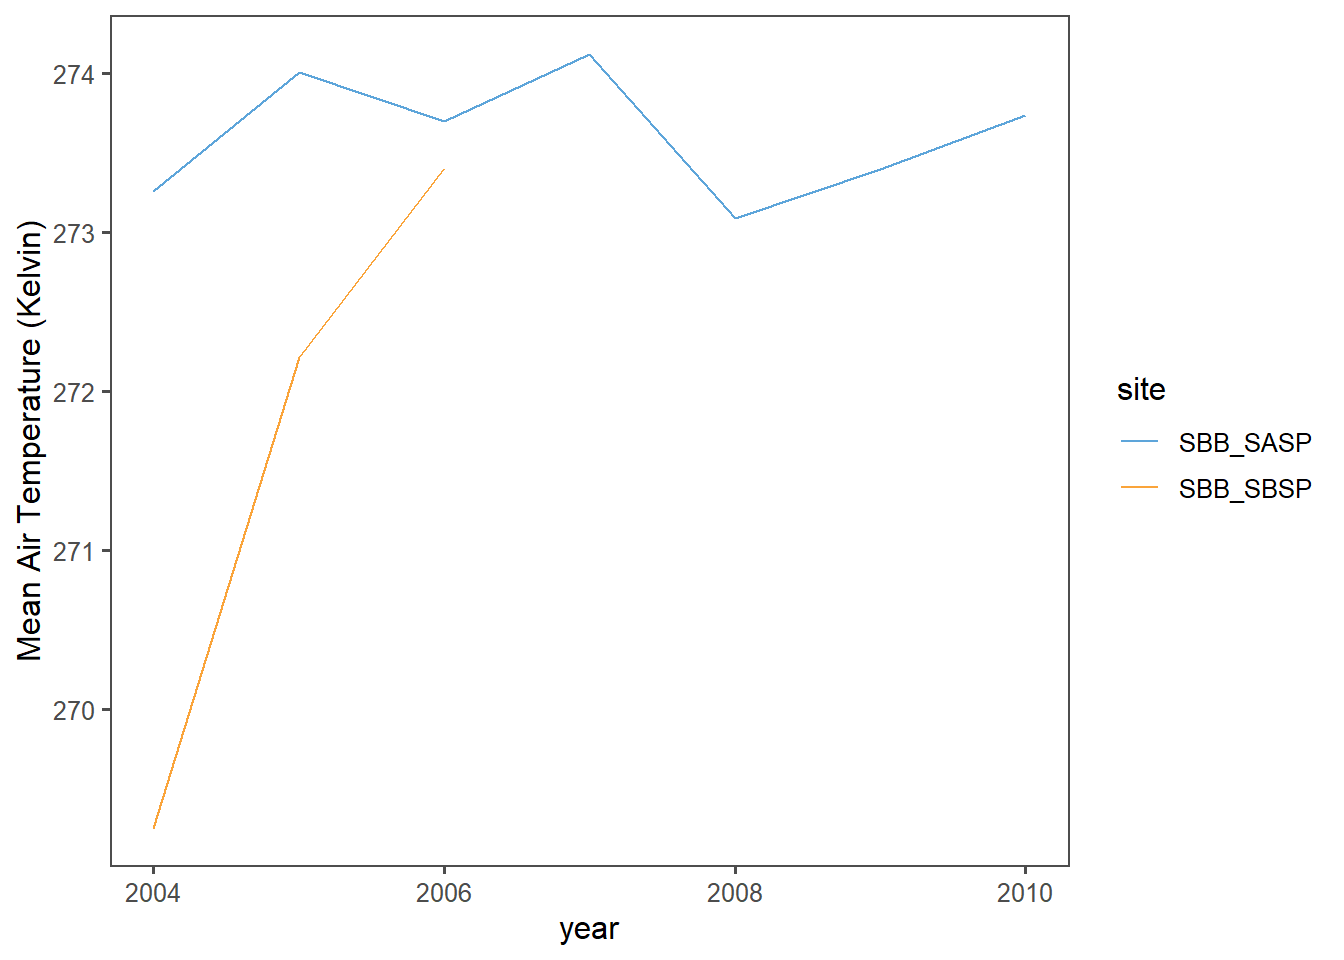 Mean Air Temperature (Kelvin)
274
273
272
271
270
2004
2006
2008
2010
year
site
SBB_SASP
SBB_SBSP